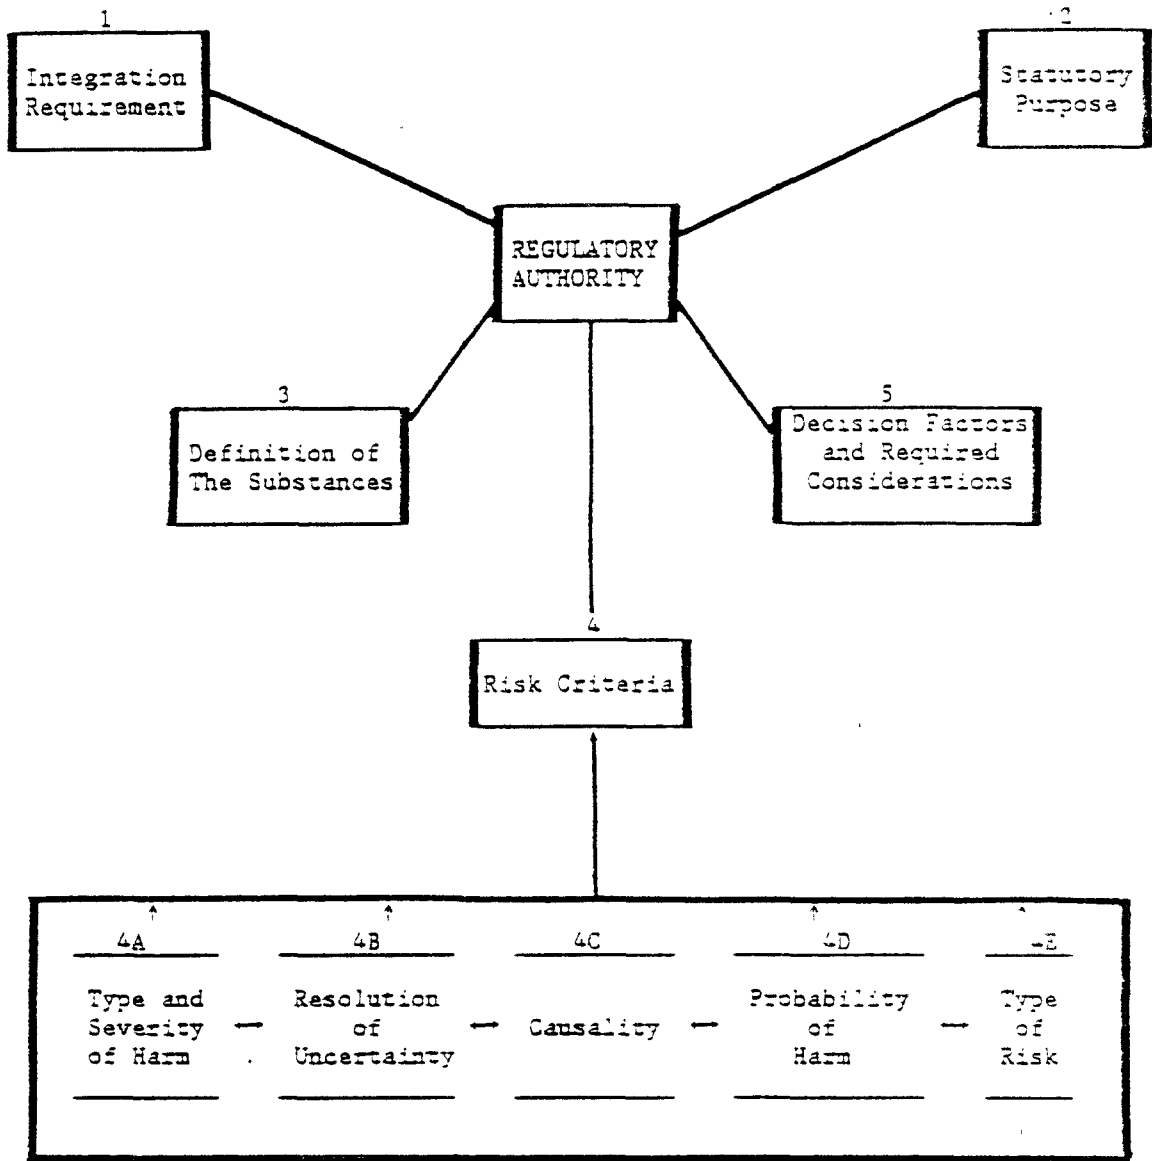 1
Integration
Requirement
2
Statutory
Purpose
REGULATORY
AUTHORITY
3
Definition of
The Substances
5
Decision Factors
and Required
Considerations
4
Risk Criteria
4A
Type and
Severity
of Harm
4B
Resolution
of
Uncertainty
4C
Causality
4D
Probability
of
Harm
4E
Type
of
Risk